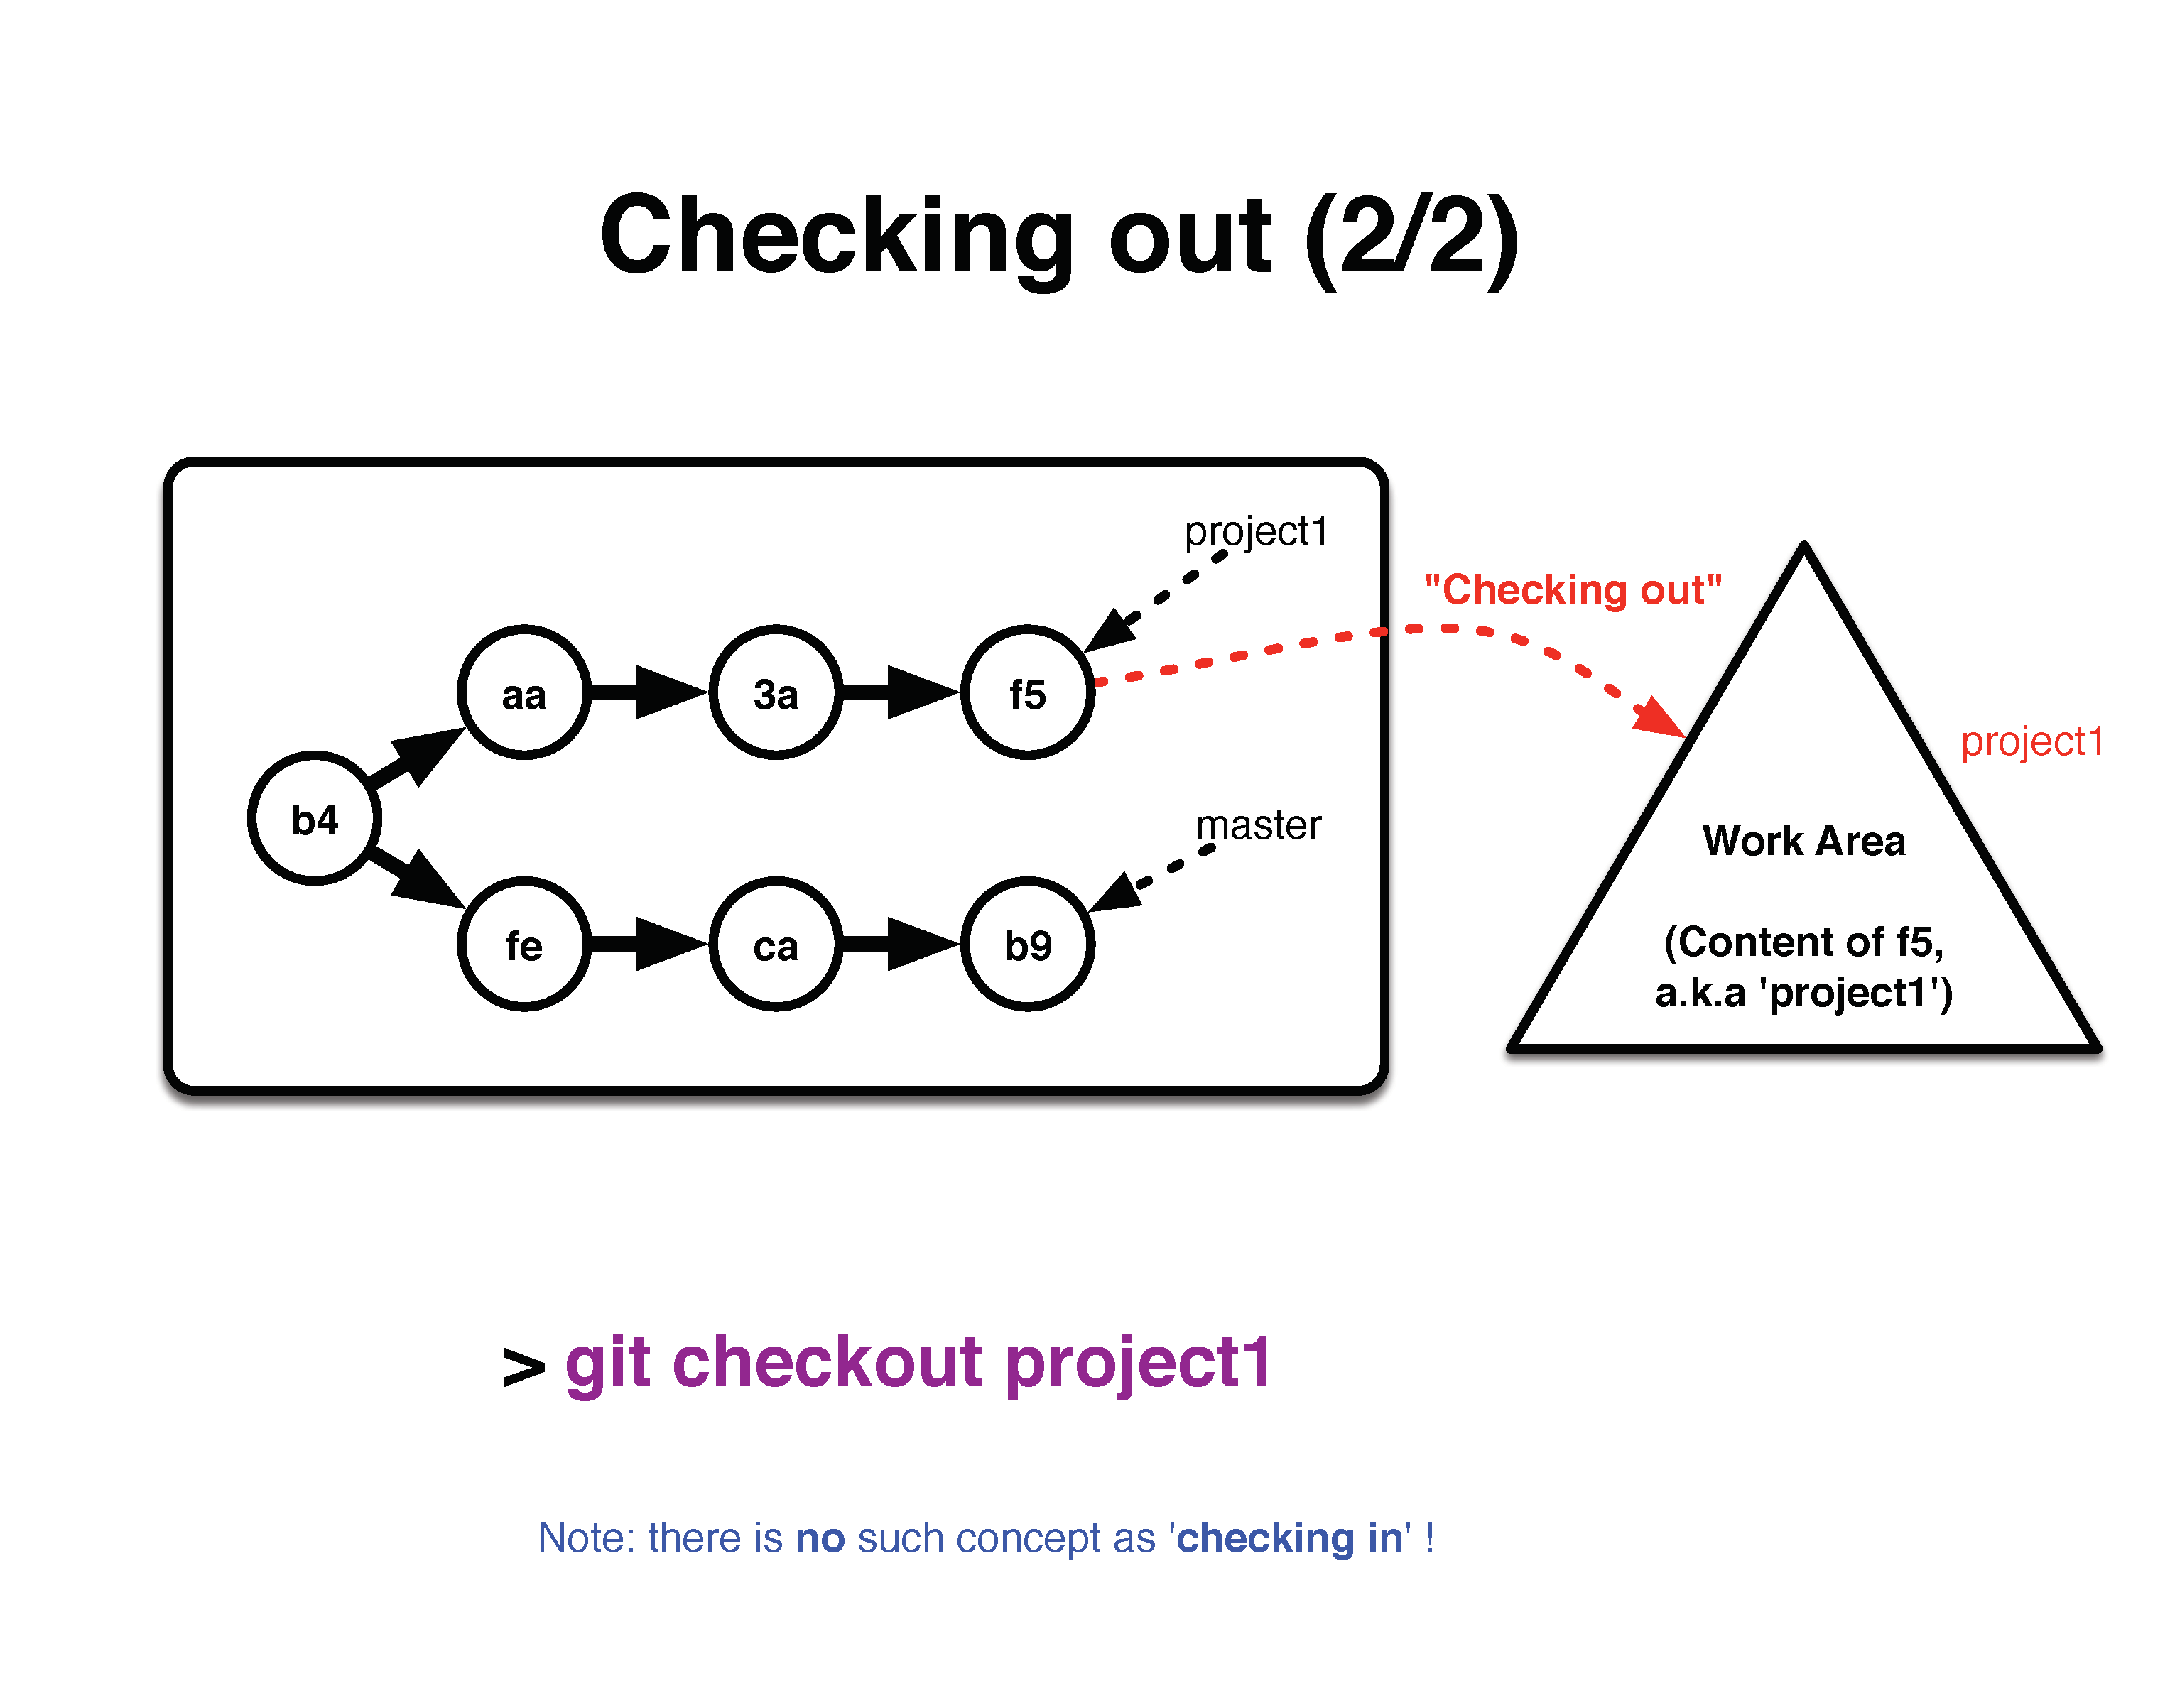 Checking out (2/2)
project1
"Checking out"
aa
3a
f5
project1
b4
master
Work Area
fe
ca
b9
(Content of f5,
a.k.a 'project1')
> git checkout project1
Note: there is no such concept as 'checking in' !